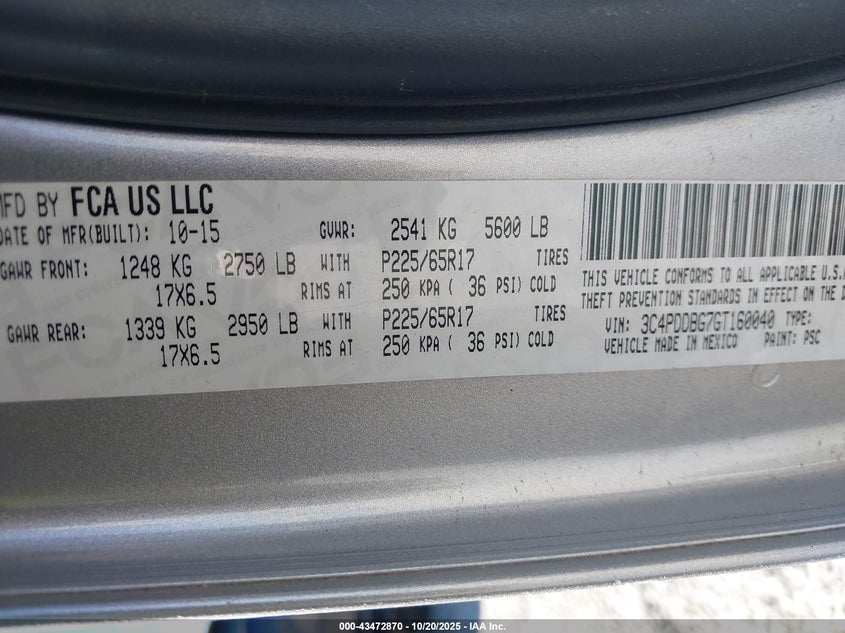 MFD BY FCA US LLC
DATE OF MFR(BUILT): 10-15 GVWR: 2541 KG 5600 LB
GAWR FRONT: 1248 KG 2750 LB WITH P225/65R17 TIRES
17X6.5 RIMS AT 250 KPA ( 36 PSI) COLD
GAWR REAR: 1339 KG 2950 LB WITH P225/65R17 TIRES
17X6.5 RIMS AT 250 KPA ( 36 PSI) COLD
THIS VEHICLE CONFORMS TO ALL APPLICABLE U.S.
THEFT PREVENTION STANDARDS IN EFFECT ON THE D
VIN: 3C4PDDBG7GT160040 TYPE:
VEHICLE MADE IN MEXICO PAINT: PSC
000-43472870 - 10/20/2025 - IAA Inc.